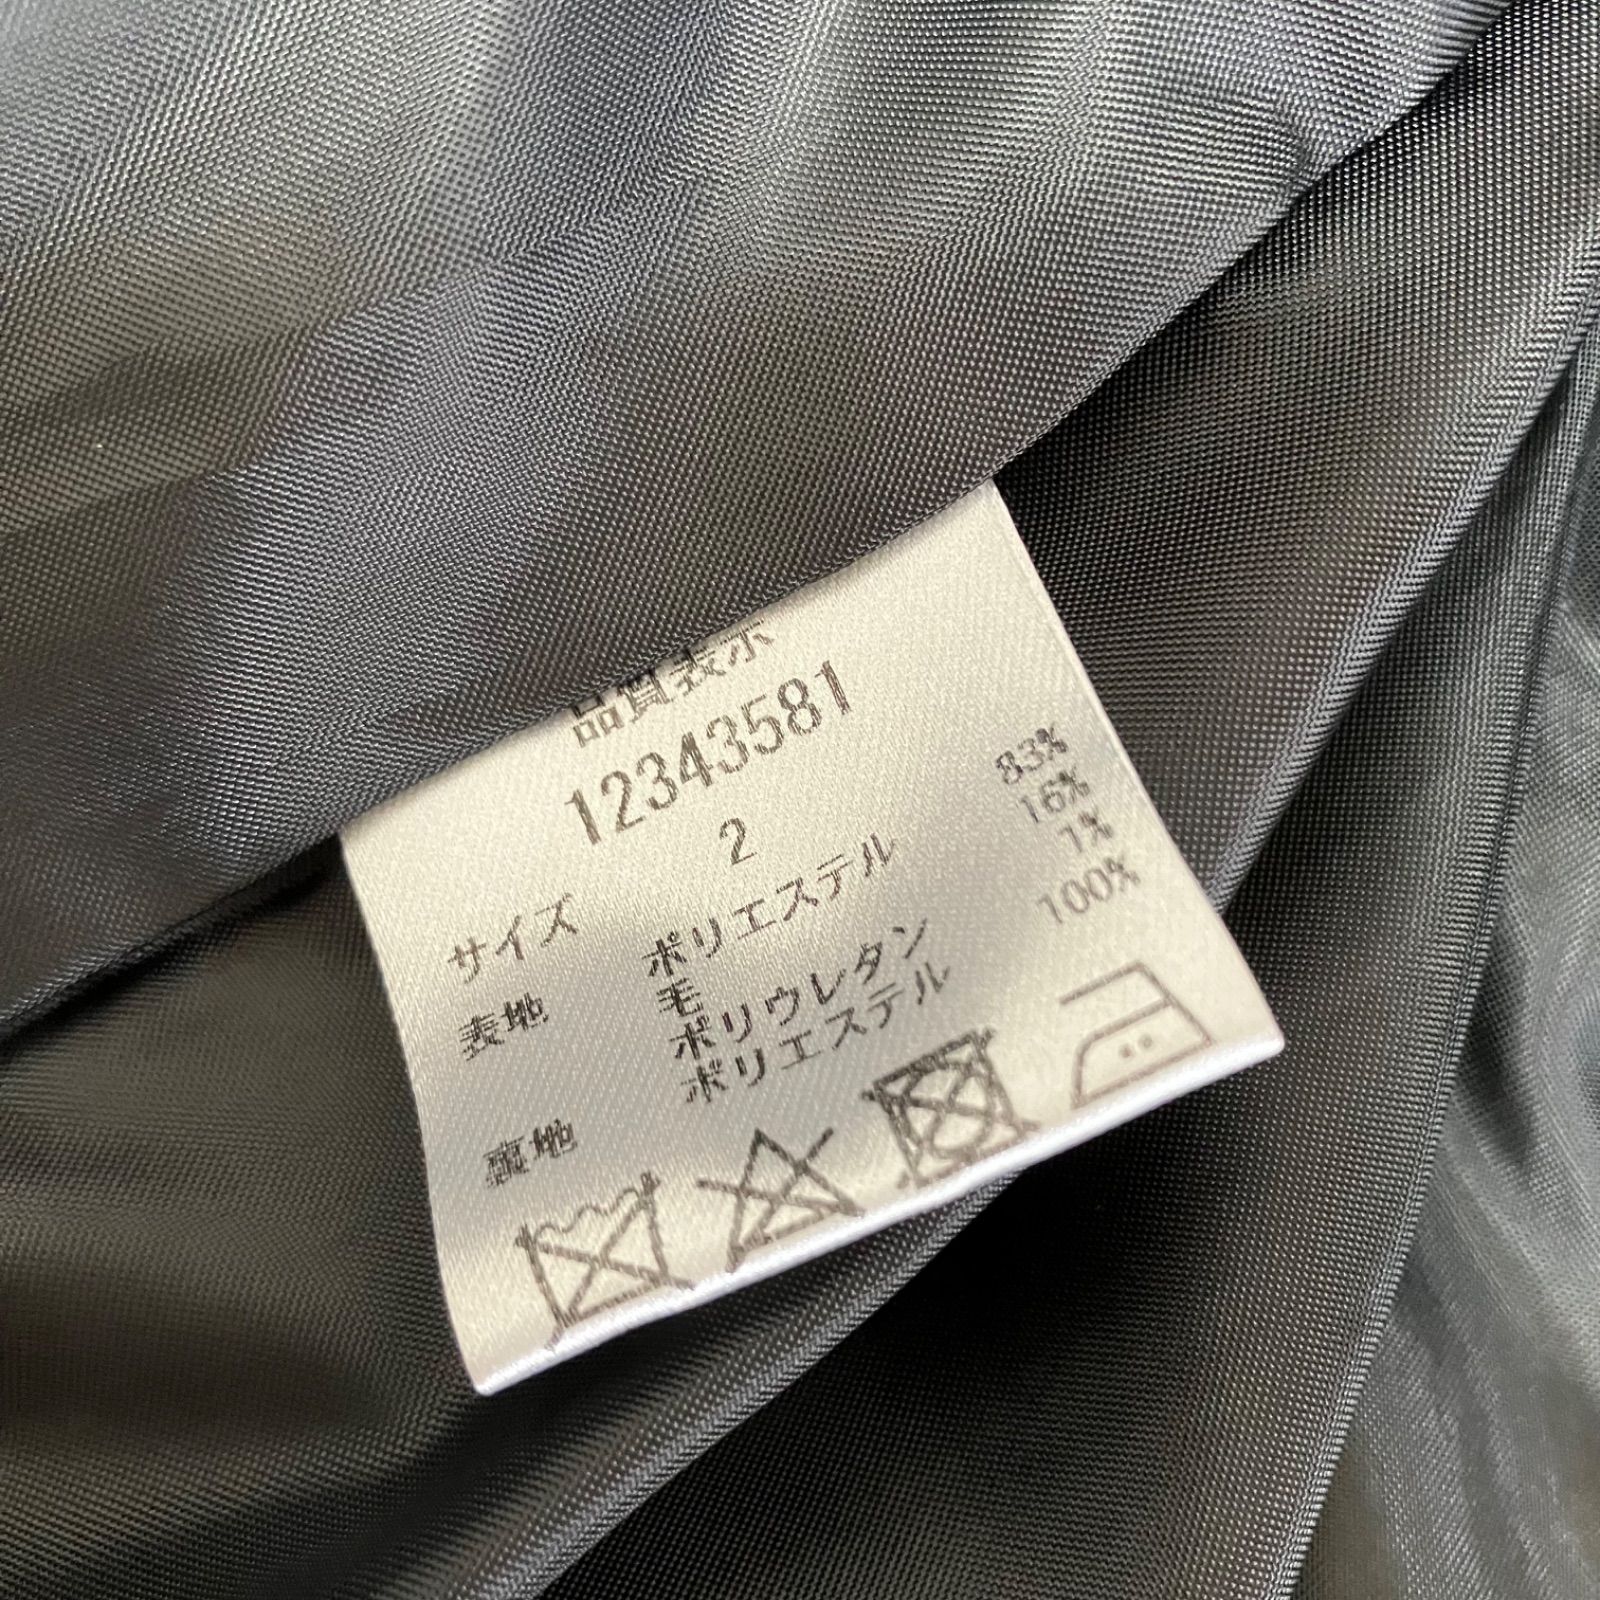 品質表示
12343581
サイズ 2
表地 ポリエステル 83%
毛 16%
ポリウレタン 1%
裏地 ポリエステル 100%